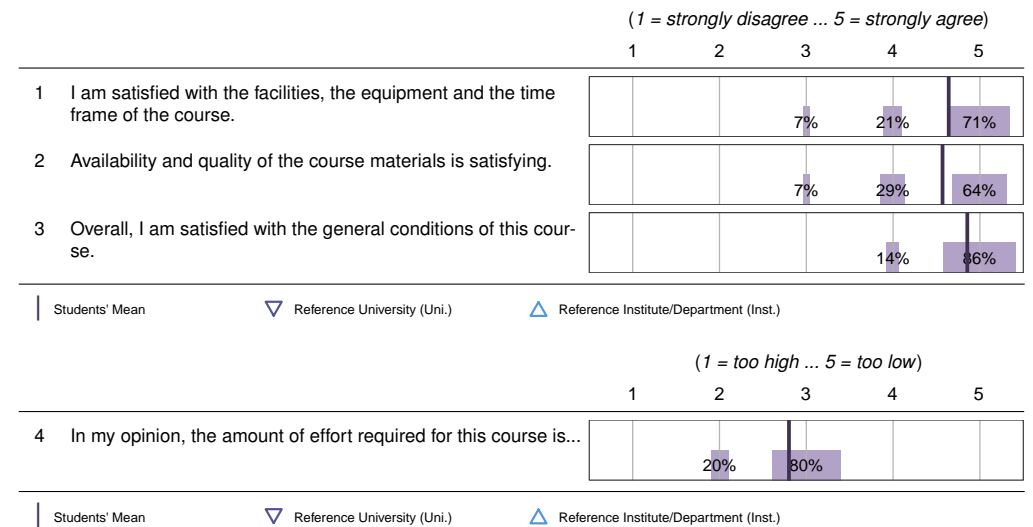 (1 = strongly disagree ... 5 = strongly agree)
1 2 3 4 5
1 I am satisfied with the facilities, the equipment and the time
frame of the course.
7% 21% 71%
2 Availability and quality of the course materials is satisfying.
7% 29% 64%
3 Overall, I am satisfied with the general conditions of this cour-
se.
14% 86%
Students' Mean Reference University (Uni.) Reference Institute/Department (Inst.)
(1 = too high ... 5 = too low)
1 2 3 4 5
4 In my opinion, the amount of effort required for this course is...
20% 80%
Students' Mean Reference University (Uni.) Reference Institute/Department (Inst.)